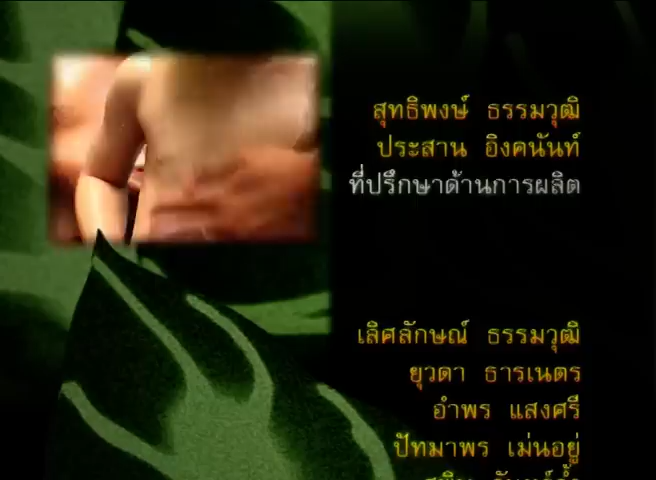 สุทธิพงษ์ ธรรมวุฒิ
ประสาน อิงคนันท์
ที่ปรึกษาด้านการผลิต
เลิศลักษณ์ ธรรมวุฒิ
ยุวดา ธารเนตร
อำพร แสงศรี
ปัทมาพร เม่นอยู่